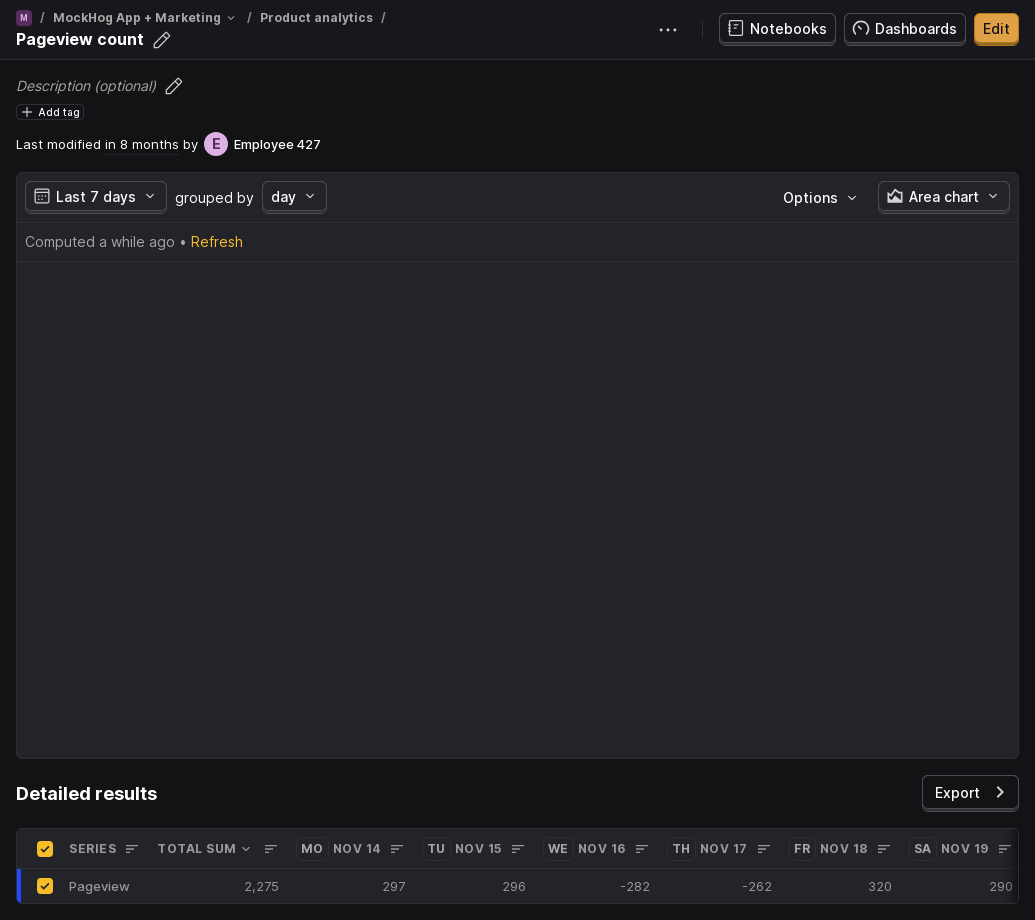 M / MockHog App + Marketing / Product analytics /
Pageview count
Notebooks Dashboards Edit
Description (optional)
Add tag
Last modified in 8 months by E Employee 427
Last 7 days grouped by day Options Area chart
Computed a while ago • Refresh
Detailed results Export
SERIES TOTAL SUM MO NOV 14 TU NOV 15 WE NOV 16 TH NOV 17 FR NOV 18 SA NOV 19
Pageview 2,275 297 296 -282 -262 320 290